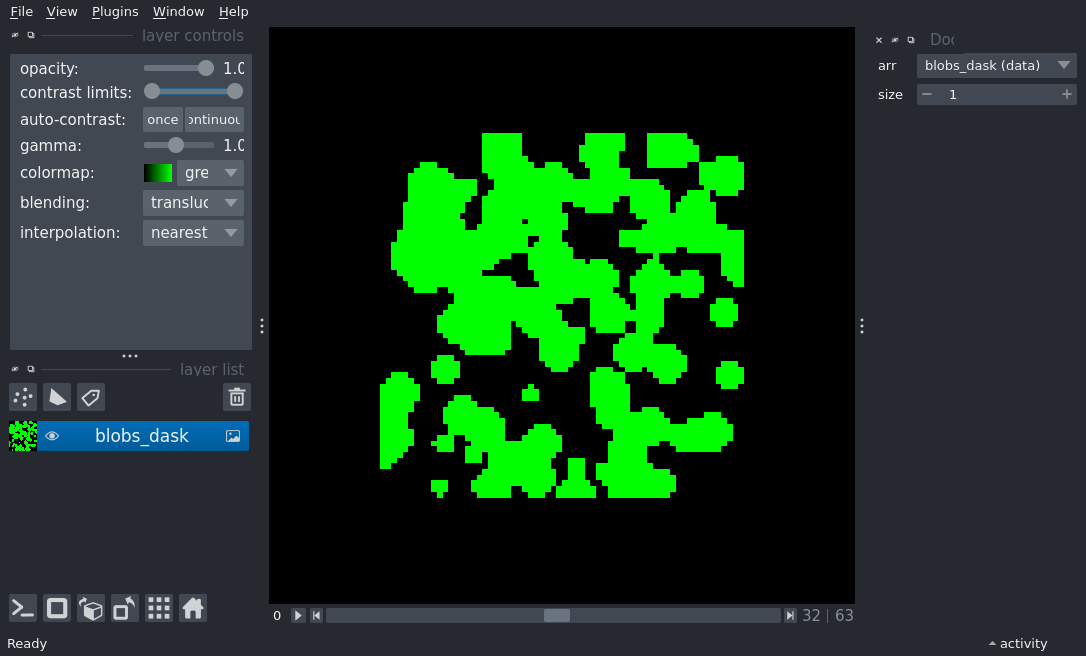 File View Plugins Window Help
layer controls
opacity: 1.0
contrast limits:
auto-contrast: once ontinuou
gamma: 1.0
colormap: gre
blending: transluc
interpolation: nearest
layer list
blobs_dask
0 32 | 63
Ready
Doc
arr blobs_dask (data)
size 1
activity